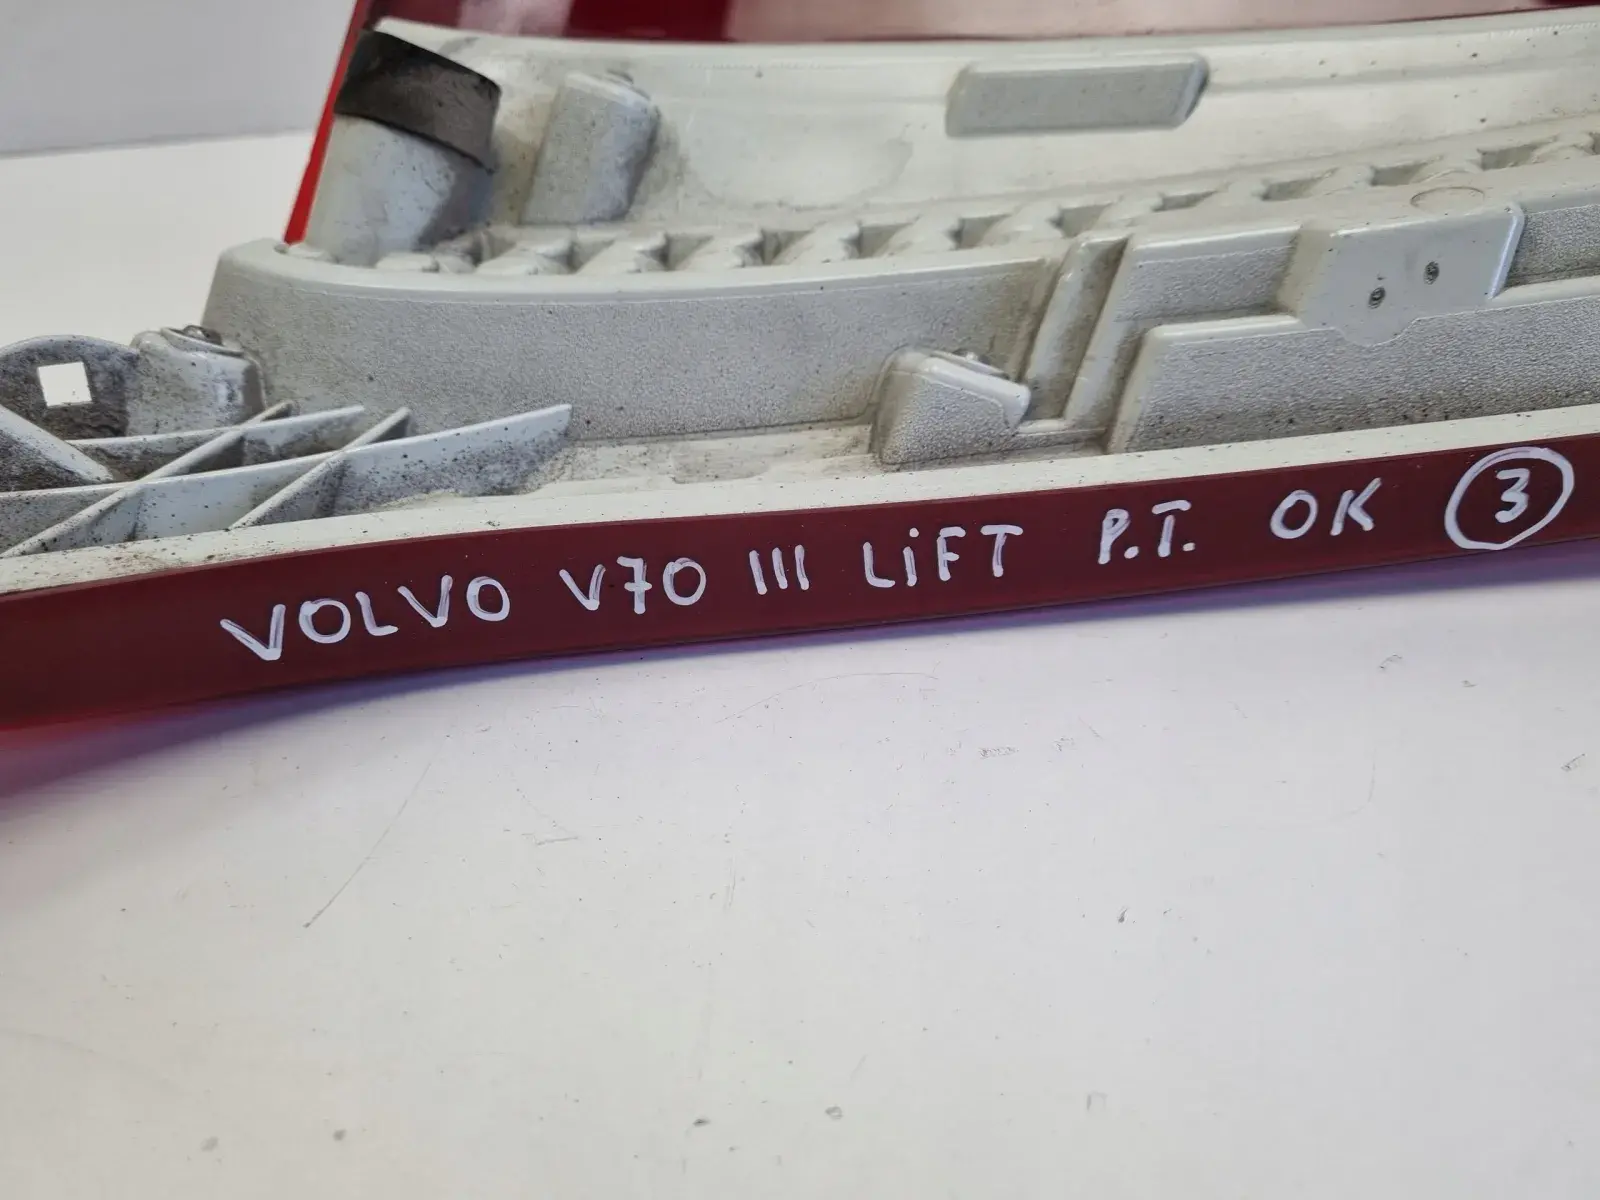 VOLVO V70 III LiFT P.T. OK 3